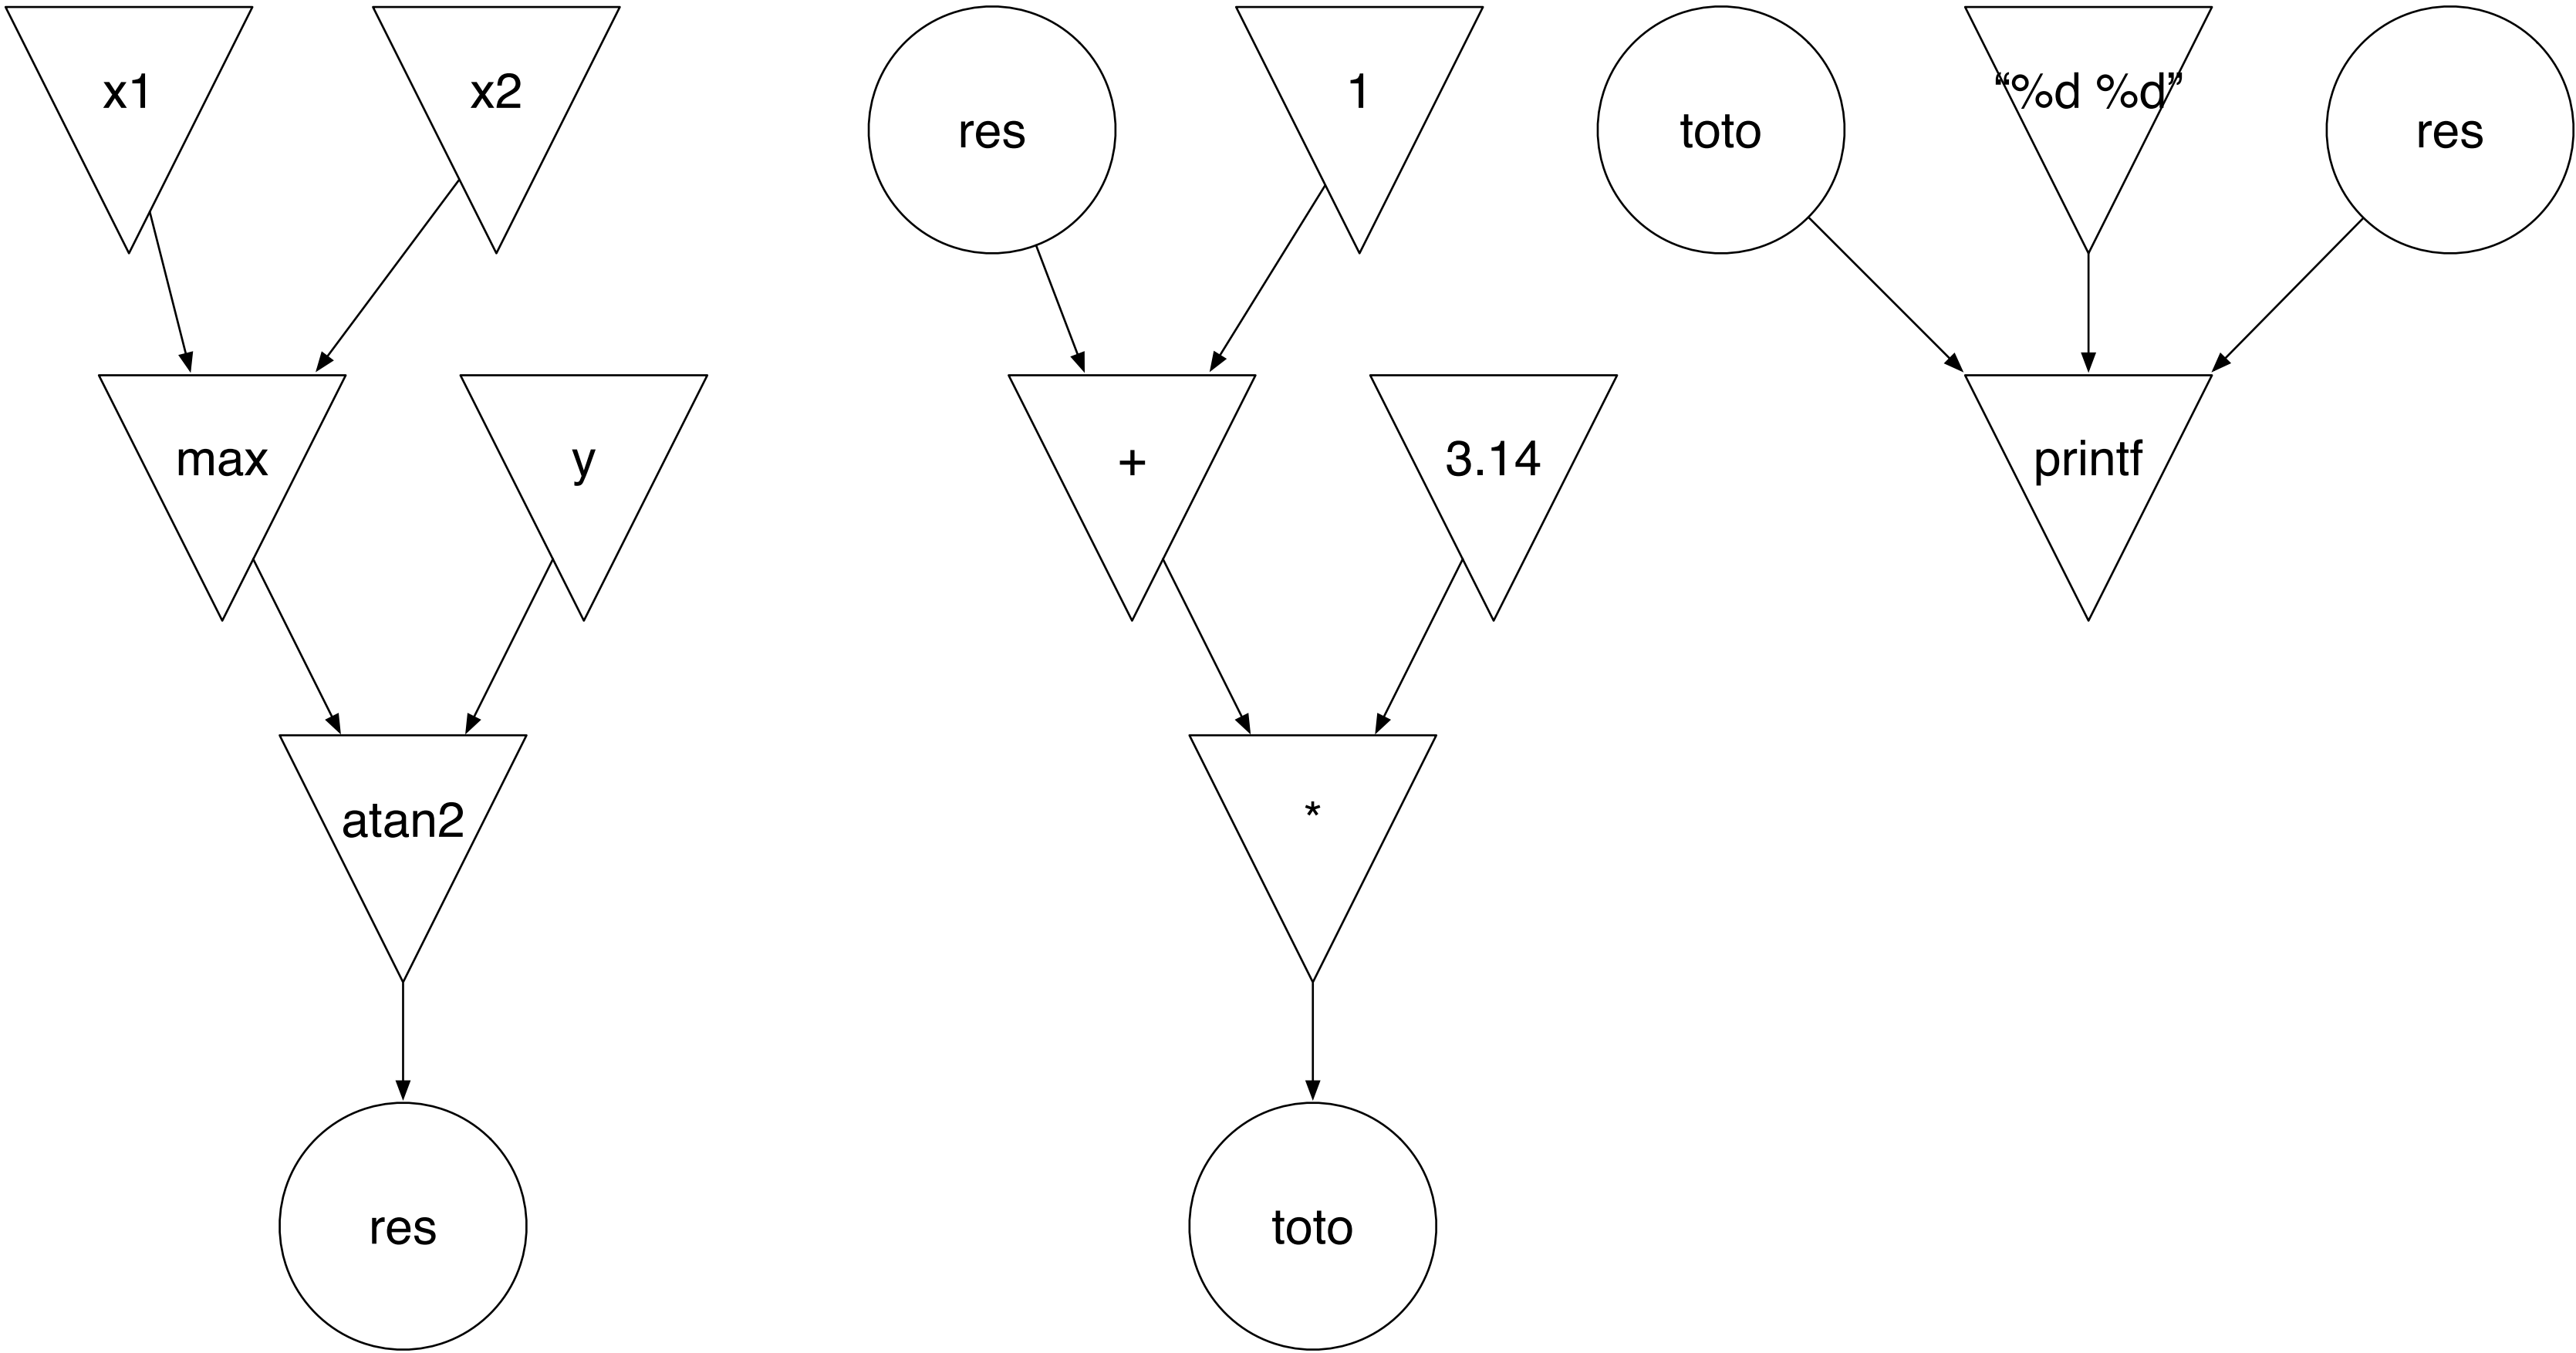 x1
x2
res
1
toto
“%d %d”
res
max
y
+
3.14
printf
atan2
*
res
toto